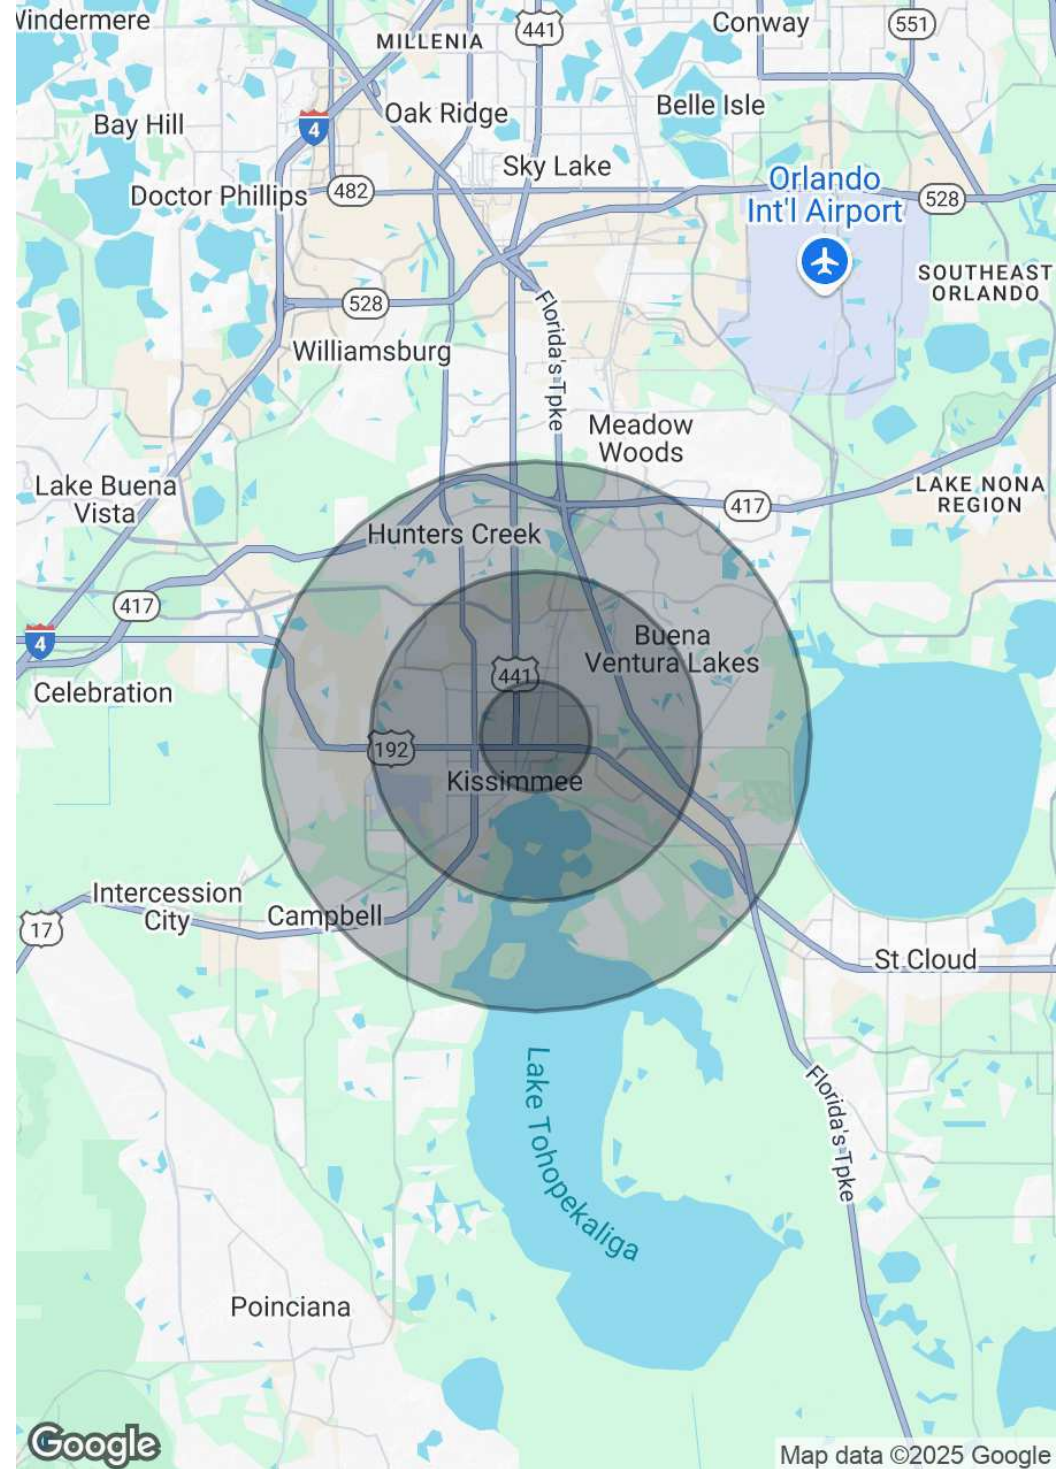 Windermere
MILLENIA
441
Conway
551
Bay Hill
4
Oak Ridge
Belle Isle
Sky Lake
Doctor Phillips
482
Orlando
Int'l Airport
528
SOUTHEAST
ORLANDO
528
Florida's Tpke
Williamsburg
Meadow
Woods
Lake Buena
Vista
417
LAKE NONA
REGION
Hunters Creek
417
4
Buena
Ventura Lakes
441
Celebration
192
Kissimmee
Intercession
City
Campbell
17
St Cloud
Lake Tohopekaliga
Florida's Tpke
Poinciana
Google
Map data ©2025 Google